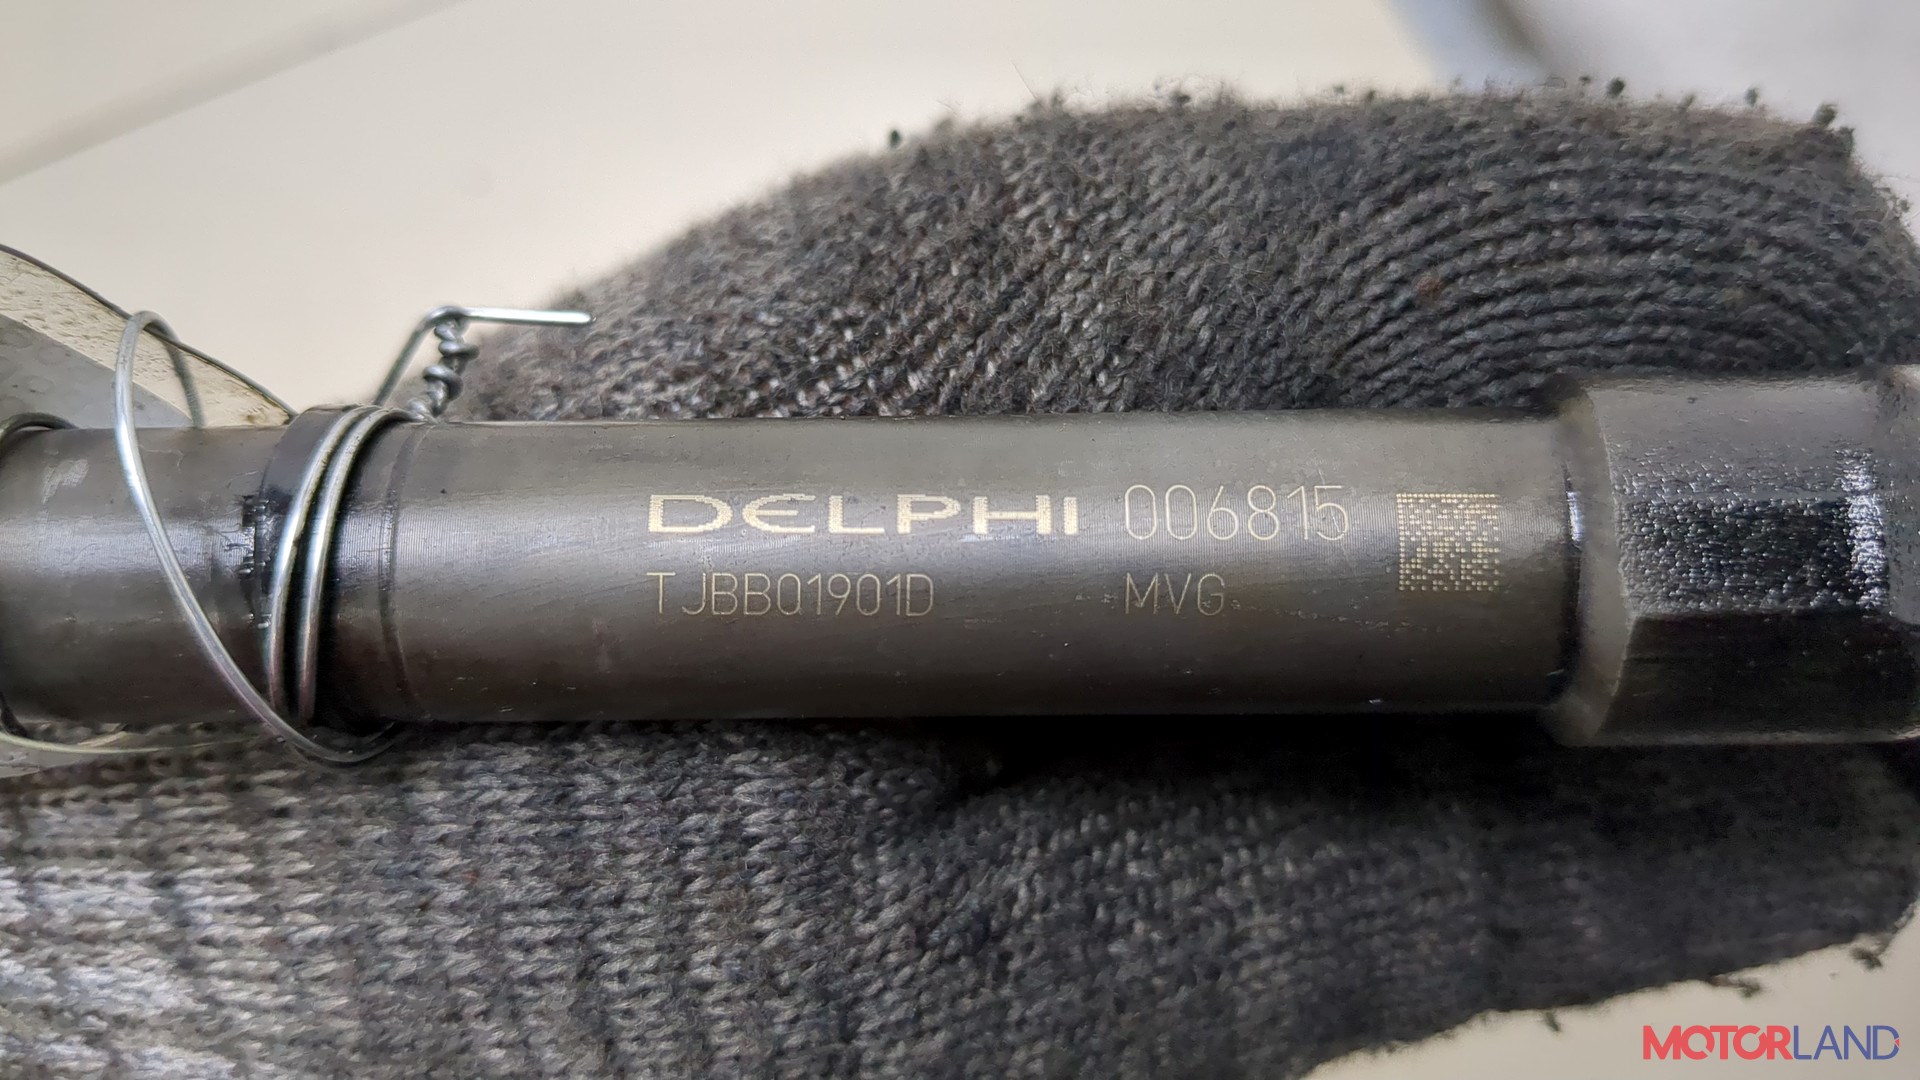 DELPHI 006815
TJBB01901D MVG
MOTORLAND